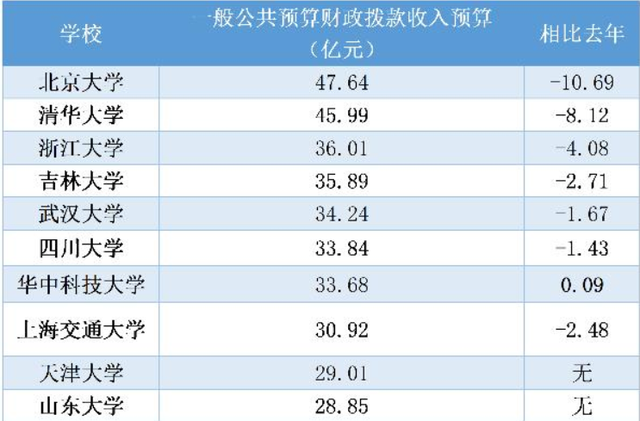 学校 一般公共预算财政拨款收入预算 相比去年
（亿元）
北京大学 47.64 -10.69
清华大学 45.99 -8.12
浙江大学 36.01 -4.08
吉林大学 35.89 -2.71
武汉大学 34.24 -1.67
四川大学 33.84 -1.43
华中科技大学 33.68 0.09
上海交通大学 30.92 -2.48
天津大学 29.01 无
山东大学 28.85 无